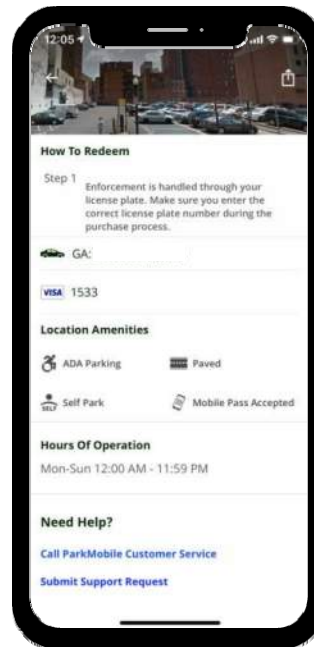 12:05
How To Redeem
Step 1
Enforcement is handled through your
license plate. Make sure you enter the
correct license plate number during the
purchase process.
GA:
VISA 1533
Location Amenities
ADA Parking
Paved
SELF Self Park
Mobile Pass Accepted
Hours Of Operation
Mon-Sun 12:00 AM - 11:59 PM
Need Help?
Call ParkMobile Customer Service
Submit Support Request